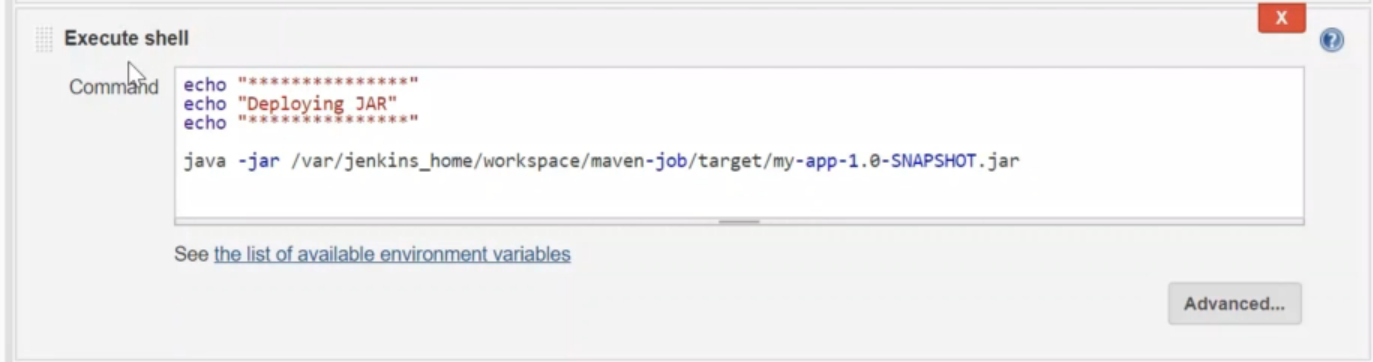 X
Execute shell
?
Command
echo "***************"
echo "Deploying JAR"
echo "***************"
java -jar /var/jenkins_home/workspace/maven-job/target/my-app-1.0-SNAPSHOT.jar
See the list of available environment variables
Advanced...